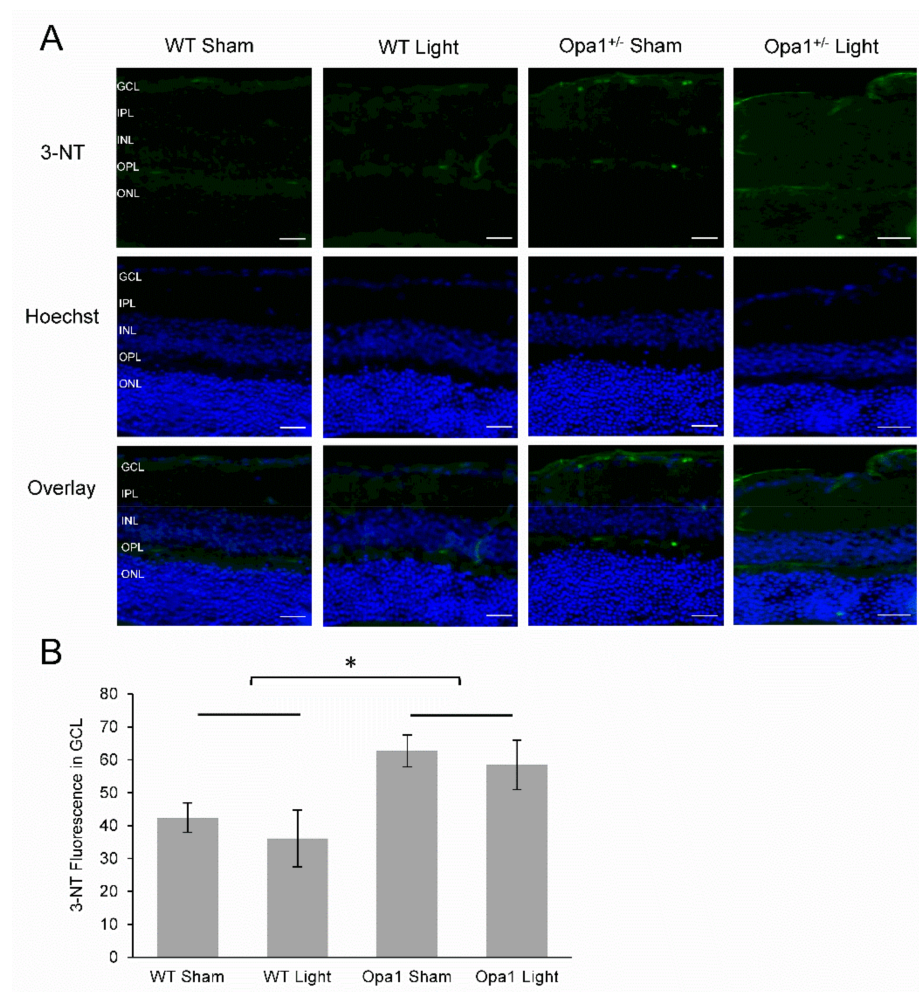 A
WT Sham
WT Light
Opa1+/- Sham
Opa1+/- Light
3-NT
GCL
IPL
INL
OPL
ONL
Hoechst
GCL
IPL
INL
OPL
ONL
Overlay
GCL
IPL
INL
OPL
ONL
B
*
3-NT Fluorescence in GCL
80
70
60
50
40
30
20
10
0
WT Sham
WT Light
Opa1 Sham
Opa1 Light